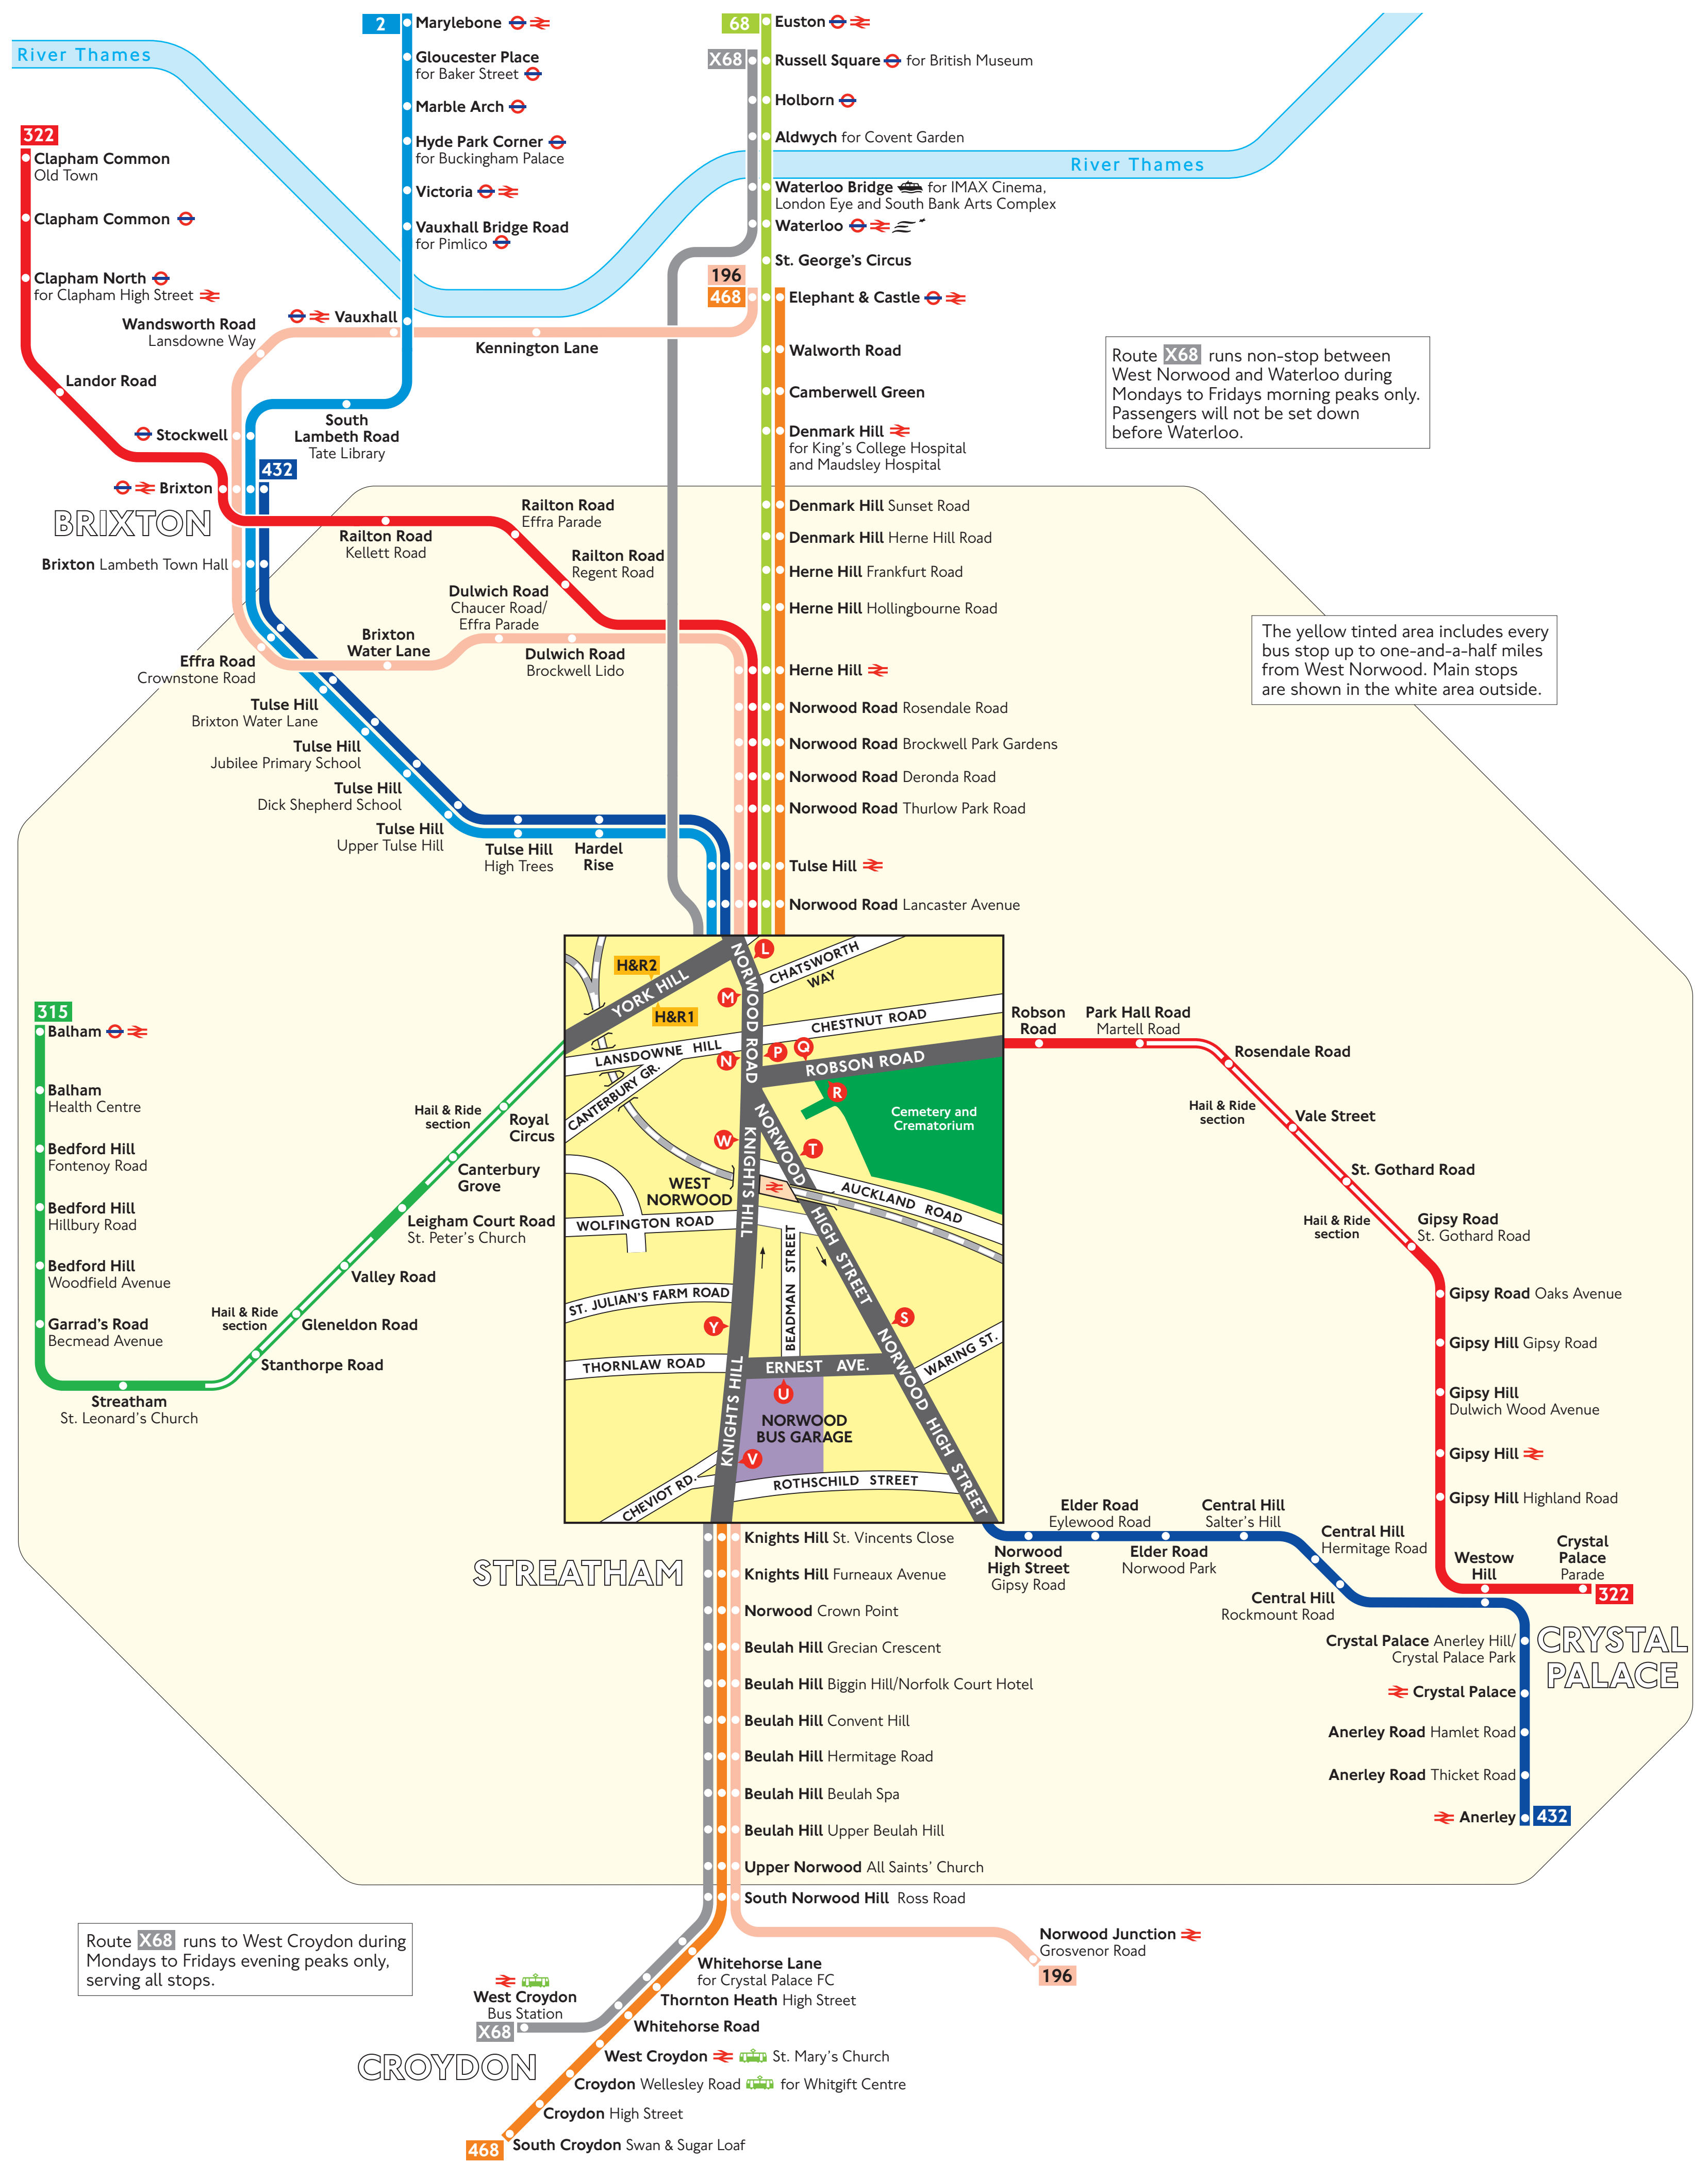 River Thames
2
Marylebone
Gloucester Place
for Baker Street
Marble Arch
Hyde Park Corner
for Buckingham Palace
Victoria
Vauxhall Bridge Road
for Pimlico
68
Euston
X68
Russell Square for British Museum
Holborn
Aldwych for Covent Garden
River Thames
Waterloo Bridge for IMAX Cinema,
London Eye and South Bank Arts Complex
Waterloo
St. George's Circus
196
468
Elephant & Castle
Walworth Road
Camberwell Green
Denmark Hill
for King's College Hospital
and Maudsley Hospital
Denmark Hill Sunset Road
Denmark Hill Herne Hill Road
Herne Hill Frankfurt Road
Herne Hill Hollingbourne Road
Herne Hill
Norwood Road Rosendale Road
Norwood Road Brockwell Park Gardens
Norwood Road Deronda Road
Norwood Road Thurlow Park Road
Tulse Hill
Norwood Road Lancaster Avenue
322
Clapham Common
Old Town
Clapham Common
Clapham North
for Clapham High Street
Landor Road
Wandsworth Road
Lansdowne Way
Vauxhall
Kennington Lane
South
Lambeth Road
Tate Library
Stockwell
432
Brixton
BRIXTON
Brixton Lambeth Town Hall
Railton Road
Kellett Road
Railton Road
Effra Parade
Railton Road
Regent Road
Dulwich Road
Chaucer Road/
Effra Parade
Brixton
Water Lane
Dulwich Road
Brockwell Lido
Effra Road
Crownstone Road
Tulse Hill
Brixton Water Lane
Tulse Hill
Jubilee Primary School
Tulse Hill
Dick Shepherd School
Tulse Hill
Upper Tulse Hill
Tulse Hill
High Trees
Hardel
Rise
Route X68 runs non-stop between
West Norwood and Waterloo during
Mondays to Fridays morning peaks only.
Passengers will not be set down
before Waterloo.
The yellow tinted area includes every
bus stop up to one-and-a-half miles
from West Norwood. Main stops
are shown in the white area outside.
315
Balham
Balham
Health Centre
Bedford Hill
Fontenoy Road
Bedford Hill
Hillbury Road
Bedford Hill
Woodfield Avenue
Garrad's Road
Becmead Avenue
Streatham
St. Leonard's Church
Hail & Ride
section
Stanthorpe Road
Gleneldon Road
Valley Road
Leigham Court Road
St. Peter's Church
Canterbury
Grove
Hail & Ride
section
Royal
Circus
H&R2
YORK HILL
H&R1
NORWOOD ROAD
L
CHATSWORTH
WAY
M
CHESTNUT ROAD
LANSDOWNE HILL
N
P
Q
ROBSON ROAD
CANTERBURY GR.
R
Cemetery and
Crematorium
NORWOOD
HIGH STREET
KNIGHTS HILL
W
T
WEST
NORWOOD
AUCKLAND ROAD
WOLFINGTON ROAD
BEADMAN STREET
ST. JULIAN'S FARM ROAD
Y
S
THORNLAW ROAD
ERNEST AVE.
WARING ST.
KNIGHTS HILL
U
NORWOOD
BUS GARAGE
NORWOOD HIGH STREET
V
CHEVIOT RD.
ROTHSCHILD STREET
Robson
Road
Park Hall Road
Martell Road
Rosendale Road
Hail & Ride
section
Vale Street
St. Gothard Road
Hail & Ride
section
Gipsy Road
St. Gothard Road
Gipsy Road Oaks Avenue
Gipsy Hill Gipsy Road
Gipsy Hill
Dulwich Wood Avenue
Gipsy Hill
Gipsy Hill Highland Road
Westow
Hill
Crystal
Palace
Parade
322
Norwood
High Street
Gipsy Road
Elder Road
Eylewood Road
Elder Road
Norwood Park
Central Hill
Salter's Hill
Central Hill
Hermitage Road
Central Hill
Rockmount Road
Crystal Palace Anerley Hill/
Crystal Palace Park
CRYSTAL
PALACE
Crystal Palace
Anerley Road Hamlet Road
Anerley Road Thicket Road
Anerley
432
STREATHAM
Knights Hill St. Vincents Close
Knights Hill Furneaux Avenue
Norwood Crown Point
Beulah Hill Grecian Crescent
Beulah Hill Biggin Hill/Norfolk Court Hotel
Beulah Hill Convent Hill
Beulah Hill Hermitage Road
Beulah Hill Beulah Spa
Beulah Hill Upper Beulah Hill
Upper Norwood All Saints' Church
South Norwood Hill Ross Road
Norwood Junction
Grosvenor Road
196
Route X68 runs to West Croydon during
Mondays to Fridays evening peaks only,
serving all stops.
Whitehorse Lane
for Crystal Palace FC
Thornton Heath High Street
Whitehorse Road
West Croydon
Bus Station
X68
CROYDON
West Croydon St. Mary's Church
Croydon Wellesley Road for Whitgift Centre
Croydon High Street
468
South Croydon Swan & Sugar Loaf